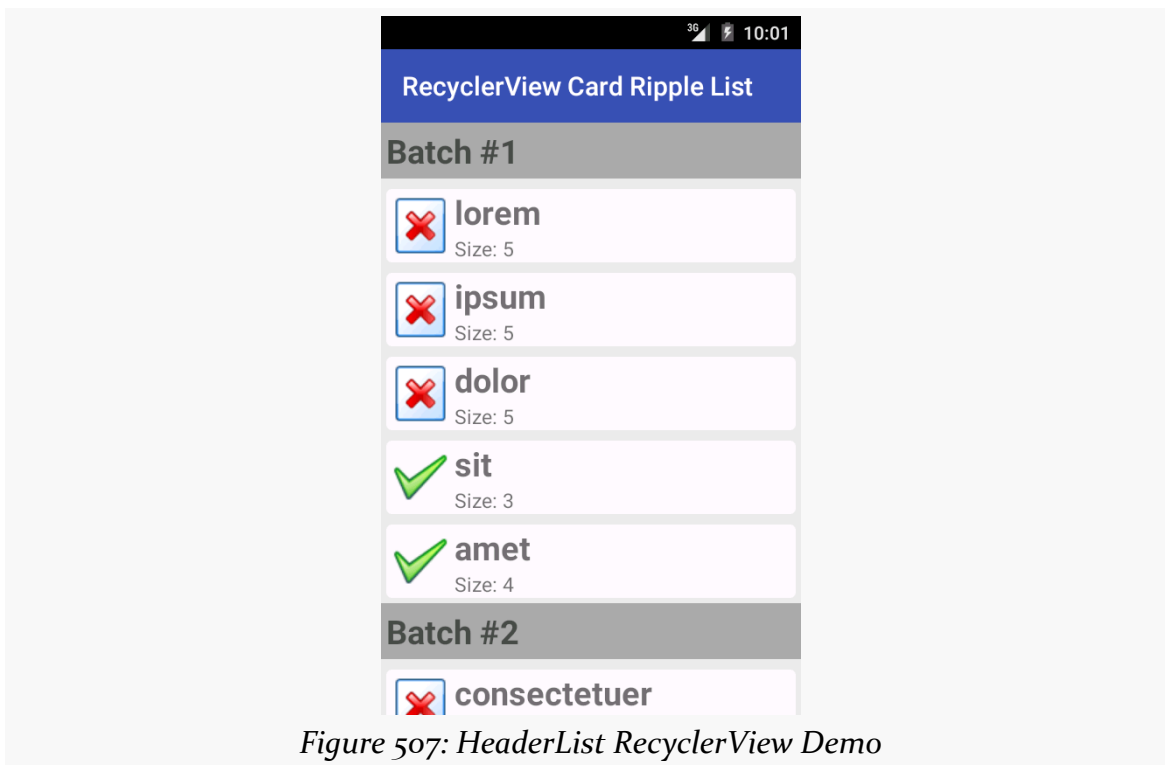 3G 10:01
RecyclerView Card Ripple List
Batch #1
lorem
Size: 5
ipsum
Size: 5
dolor
Size: 5
sit
Size: 3
amet
Size: 4
Batch #2
consectetuer
Figure 507: HeaderList RecyclerView Demo